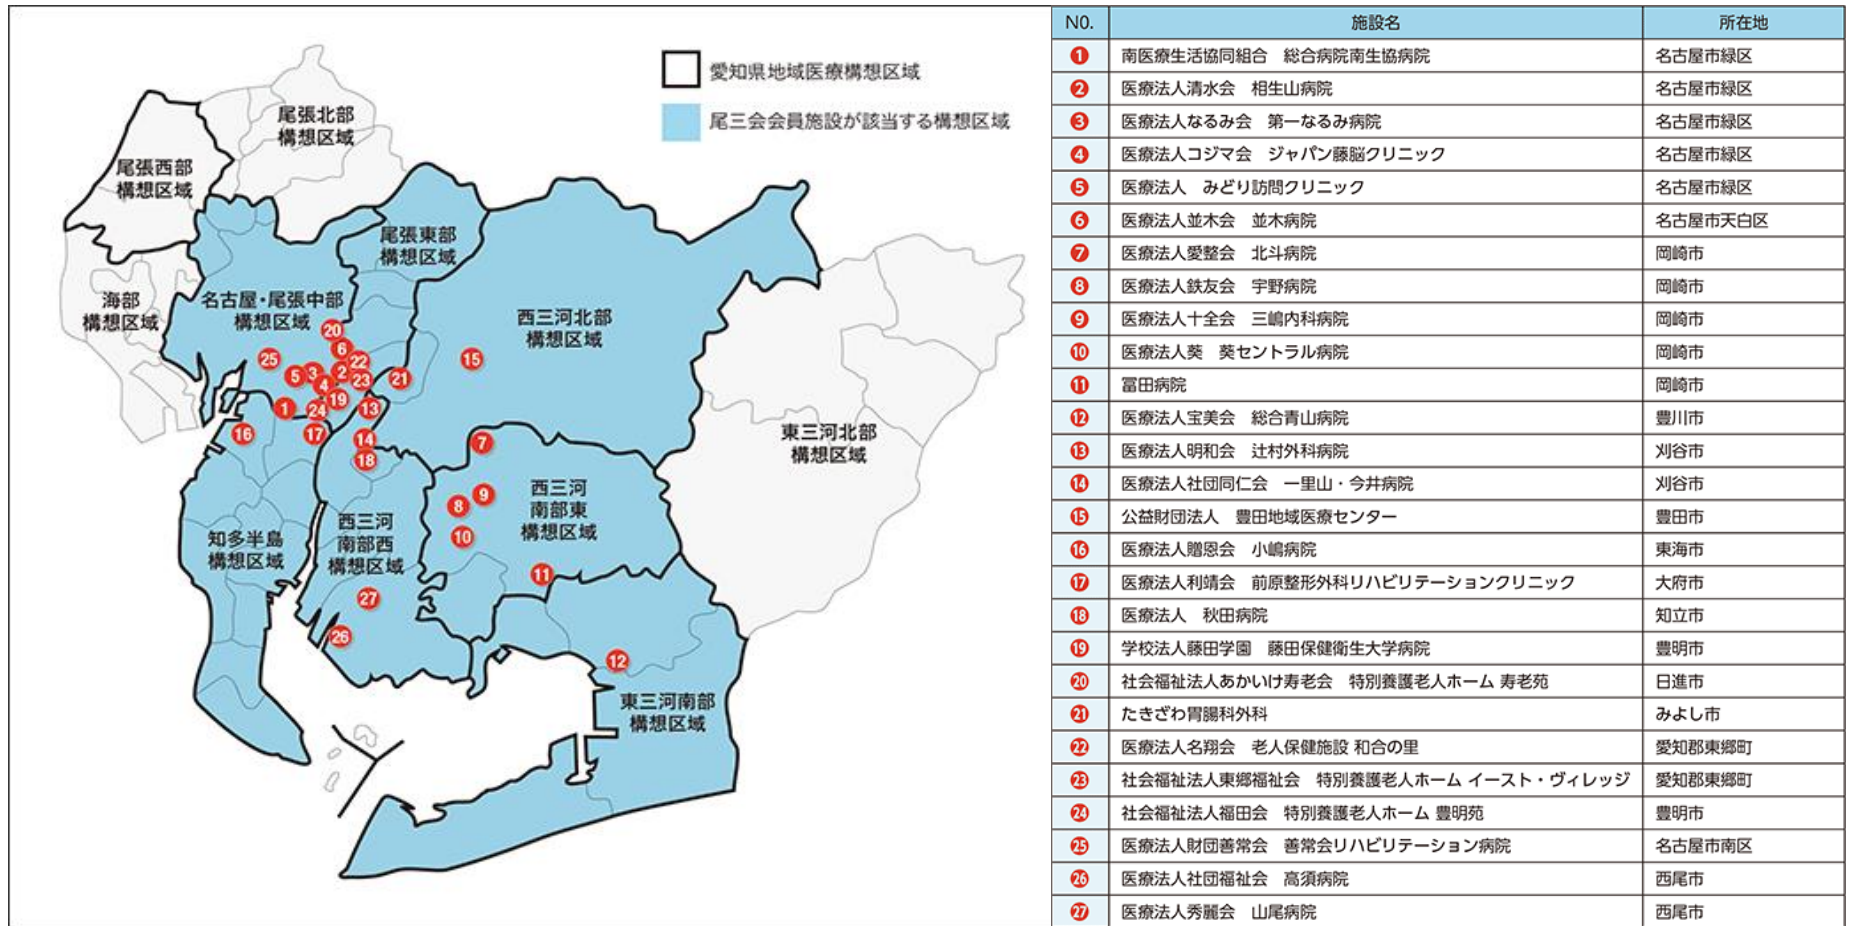 愛知県地域医療構想区域
尾三会会員施設が該当する構想区域
尾張北部
構想区域
尾張西部
構想区域
尾張東部
構想区域
海部
構想区域
名古屋・尾張中部
構想区域
西三河北部
構想区域
東三河北部
構想区域
西三河
南部東
構想区域
西三河
南部西
構想区域
知多半島
構想区域
東三河南部
構想区域
20
6
25
22
5
3
2
4
23
21
15
19
1
24
13
16
17
14
18
7
9
8
10
11
27
26
12
N0. 施設名 所在地
1 南医療生活協同組合 総合病院南生協病院 名古屋市緑区
2 医療法人清水会 相生山病院 名古屋市緑区
3 医療法人なるみ会 第一なるみ病院 名古屋市緑区
4 医療法人コジマ会 ジャパン藤脳クリニック 名古屋市緑区
5 医療法人 みどり訪問クリニック 名古屋市緑区
6 医療法人並木会 並木病院 名古屋市天白区
7 医療法人愛整会 北斗病院 岡崎市
8 医療法人鉄友会 宇野病院 岡崎市
9 医療法人十全会 三嶋内科病院 岡崎市
10 医療法人葵 葵セントラル病院 岡崎市
11 冨田病院 岡崎市
12 医療法人宝美会 総合青山病院 豊川市
13 医療法人明和会 辻村外科病院 刈谷市
14 医療法人社団同仁会 一里山・今井病院 刈谷市
15 公益財団法人 豊田地域医療センター 豊田市
16 医療法人贈恩会 小嶋病院 東海市
17 医療法人利靖会 前原整形外科リハビリテーションクリニック 大府市
18 医療法人 秋田病院 知立市
19 学校法人藤田学園 藤田保健衛生大学病院 豊明市
20 社会福祉法人あかいけ寿老会 特別養護老人ホーム 寿老苑 日進市
21 たきざわ胃腸科外科 みよし市
22 医療法人名翔会 老人保健施設 和合の里 愛知郡東郷町
23 社会福祉法人東郷福祉会 特別養護老人ホーム イースト・ヴィレッジ 愛知郡東郷町
24 社会福祉法人福田会 特別養護老人ホーム 豊明苑 豊明市
25 医療法人財団善常会 善常会リハビリテーション病院 名古屋市南区
26 医療法人社団福祉会 高須病院 西尾市
27 医療法人秀麗会 山尾病院 西尾市